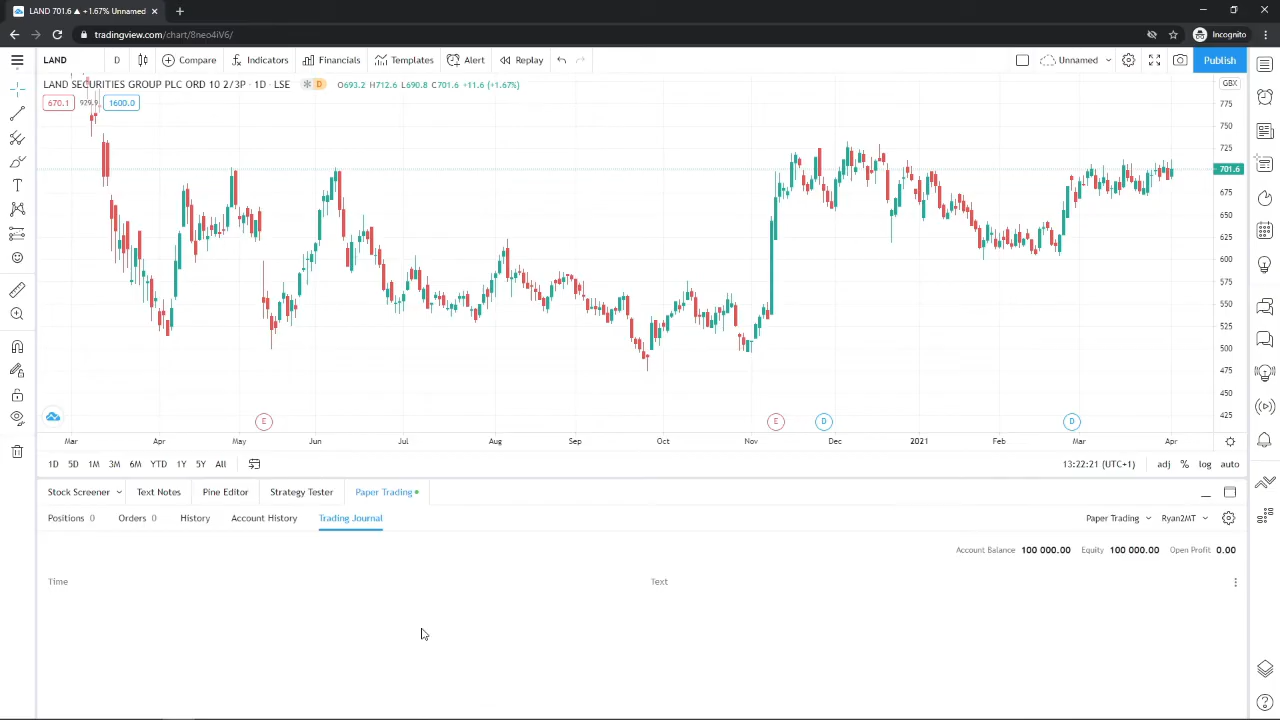 LAND 701.6 ▲ +1.67% Unnamed
tradingview.com/chart/8neo4iV6/
Incognito
LAND D Compare Indicators Financials Templates Alert Replay Unnamed Publish
LAND SECURITIES GROUP PLC ORD 10 2/3P · 1D · LSE D O693.2 H712.6 L690.8 C701.6 +11.6 (+1.67%)
GBX
670.1 929.9 1600.0
775
750
725
701.6
675
650
625
600
575
550
525
500
475
450
425
E E D D
Mar Apr May Jun Jul Aug Sep Oct Nov Dec 2021 Feb Mar Apr
1D 5D 1M 3M 6M YTD 1Y 5Y All 13:22:21 (UTC+1) adj % log auto
Stock Screener Text Notes Pine Editor Strategy Tester Paper Trading
Positions 0 Orders 0 History Account History Trading Journal Paper Trading Ryan2MT
Account Balance 100 000.00 Equity 100 000.00 Open Profit 0.00
Time Text